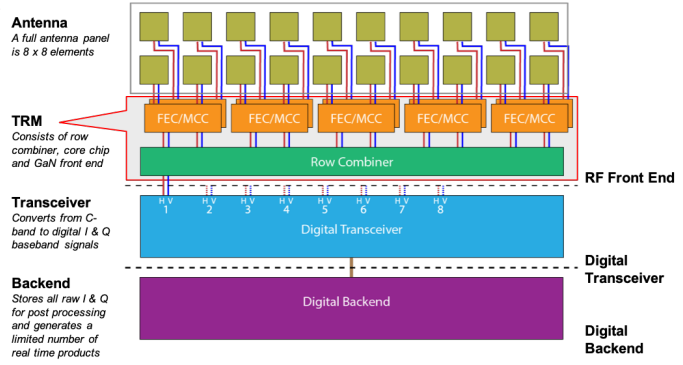 Antenna
A full antenna panel
is 8 x 8 elements
TRM
Consists of row
combiner, core chip
and GaN front end
FEC/MCC
FEC/MCC
FEC/MCC
FEC/MCC
FEC/MCC
Row Combiner
RF Front End
Transceiver
Converts from C-
band to digital I & Q
baseband signals
H V H V H V H V H V H V H V H V
1 2 3 4 5 6 7 8
Digital Transceiver
Digital
Transceiver
Backend
Stores all raw I & Q
for post processing
and generates a
limited number of
real time products
Digital Backend
Digital
Backend